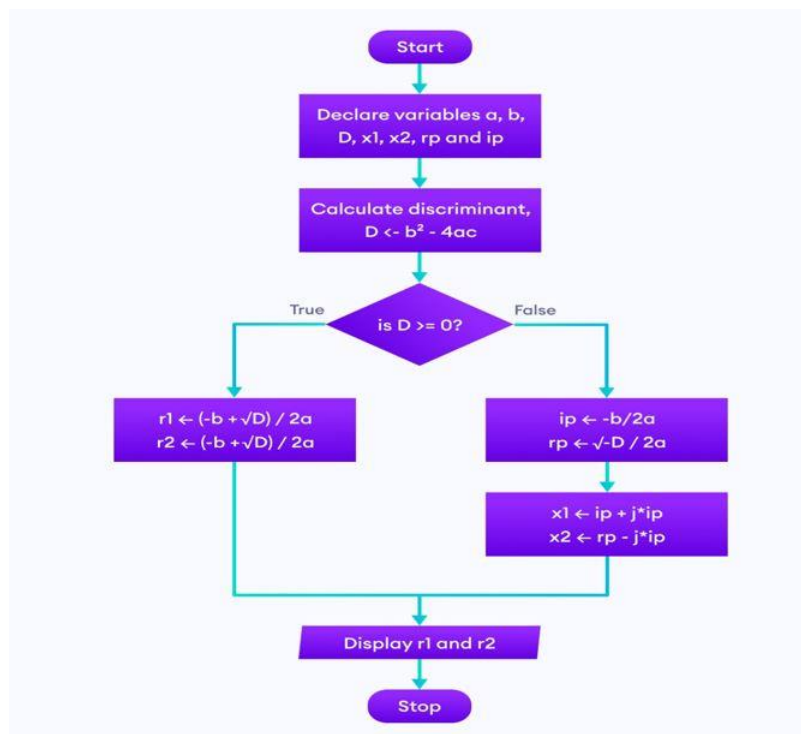 Start
Declare variables a, b,
D, x1, x2, rp and ip
Calculate discriminant,
D <- b² - 4ac
True
False
is D >= 0?
r1 ← (-b + √D) / 2a
r2 ← (-b + √D) / 2a
ip ← -b/2a
rp ← √-D / 2a
x1 ← ip + j*ip
x2 ← rp - j*ip
Display r1 and r2
Stop